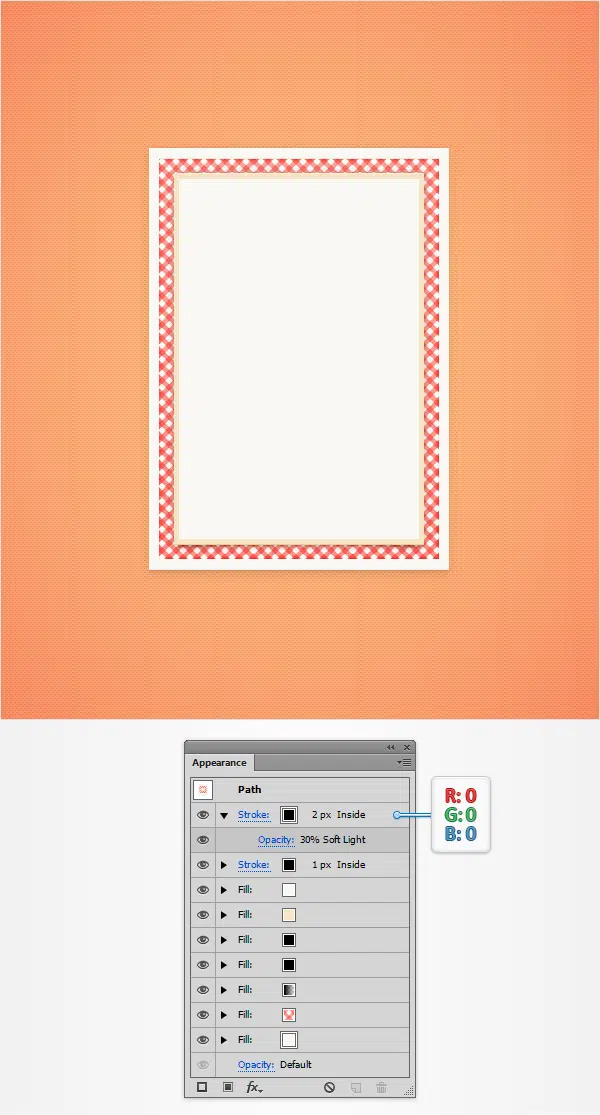 Appearance
Path
Stroke: 2 px Inside
Opacity: 30% Soft Light
Stroke: 1 px Inside
Fill:
Fill:
Fill:
Fill:
Fill:
Fill:
Fill:
Opacity: Default
fx
R: 0
G: 0
B: 0